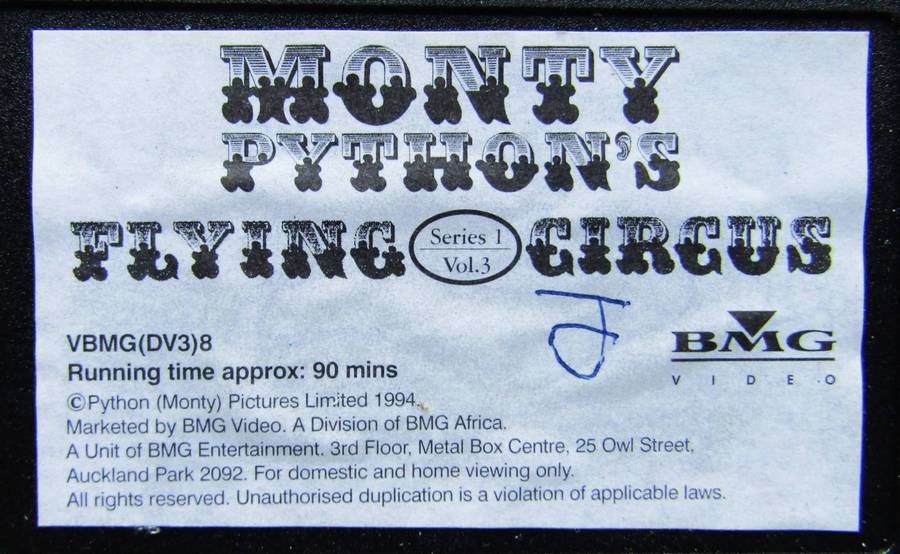 MONTY
PYTHON'S
FLYING Series 1 CIRCUS
Vol.3
J
BMG
VIDEO
VBMG(DV3)8
Running time approx: 90 mins
©Python (Monty) Pictures Limited 1994.
Marketed by BMG Video. A Division of BMG Africa.
A Unit of BMG Entertainment. 3rd Floor, Metal Box Centre, 25 Owl Street,
Auckland Park 2092. For domestic and home viewing only.
All rights reserved. Unauthorised duplication is a violation of applicable laws.